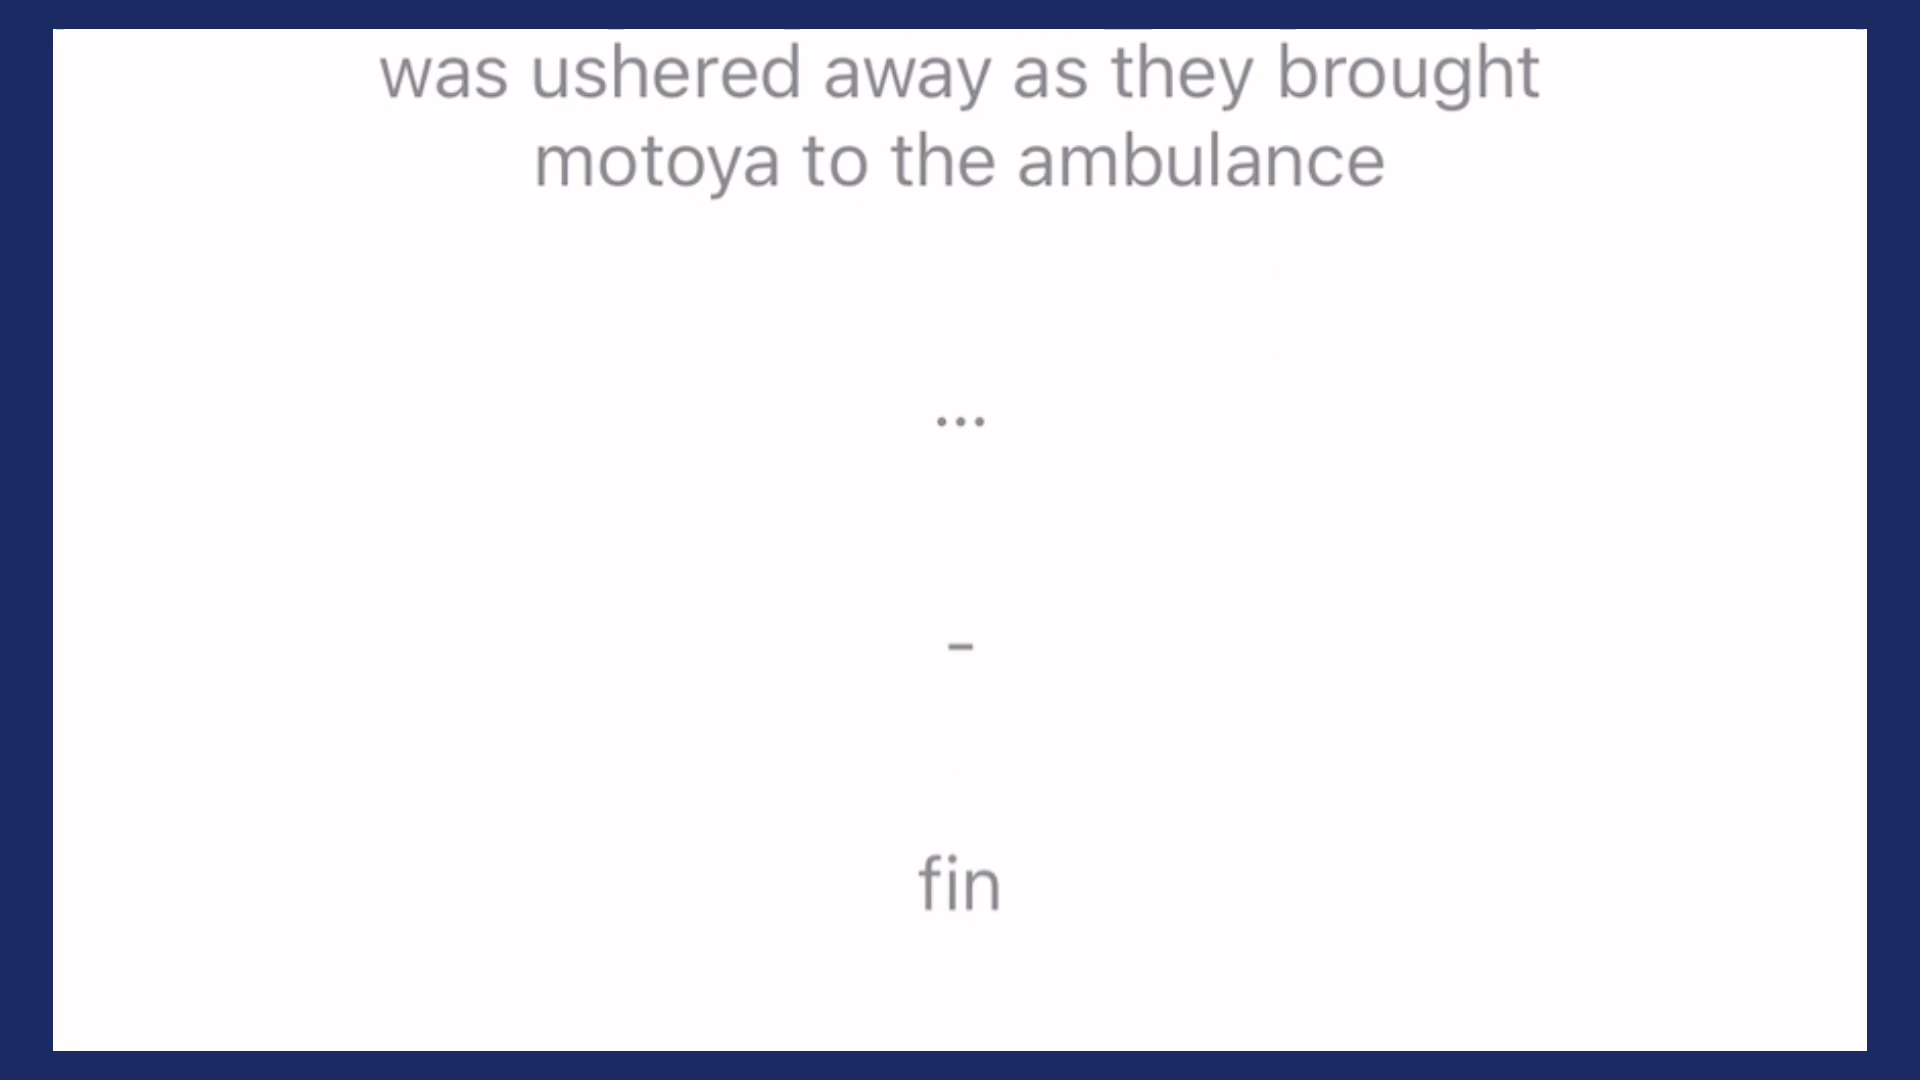 was ushered away as they brought
motoya to the ambulance
...
-
fin